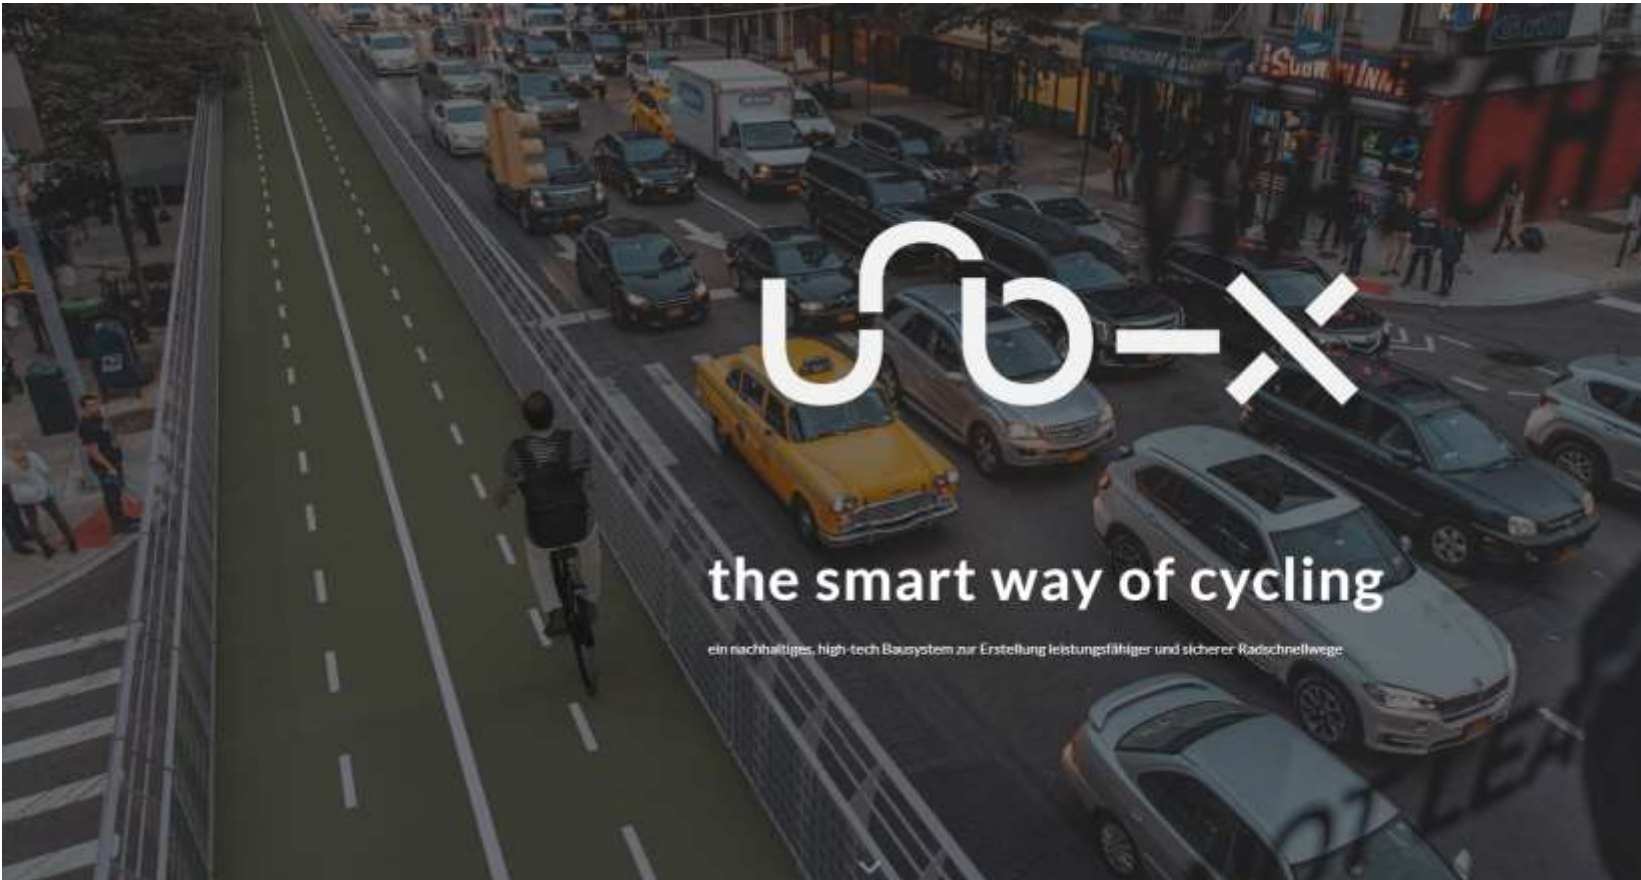 urb-x
the smart way of cycling
ein nachhaltiges, high-tech Bausystem zur Erstellung leistungsfähiger und sicherer Radschnellwege